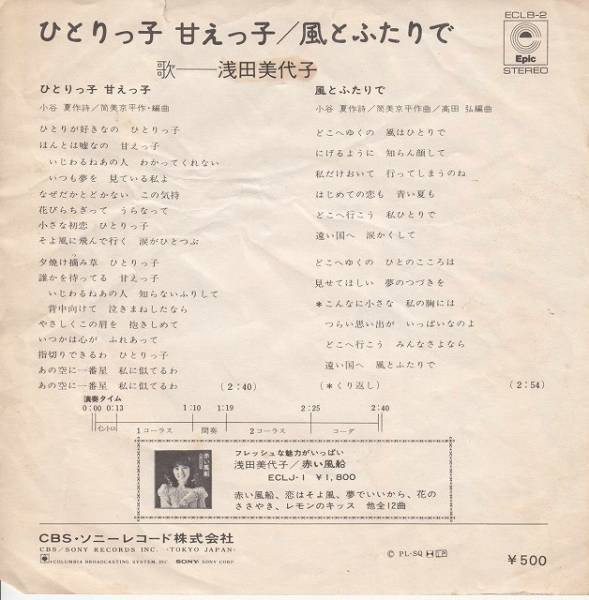 ECLB-2
Epic
STEREO
ひとりっ子 甘えっ子／風とふたりで
歌──浅田美代子
ひとりっ子 甘えっ子
小谷 夏作詩／筒美京平作・編曲
ひとりが好きなの ひとりっ子
ほんとは嘘なの 甘えっ子
いじわるねあの人 わかってくれない
いつも夢を 見ている私よ
なぜだかとどかない この気持
花びらちぎって うらなって
小さな初恋 ひとりっ子
そよ風に飛んで行く 涙がひとつぶ
夕焼け摘み草 ひとりっ子
誰かを待ってる 甘えっ子
いじわるねあの人 知らないふりして
背中向けて 泣きまねしたなら
やさしくこの肩を 抱きしめて
いつかは心が ふれあって
指切りできるわ ひとりっ子
あの空に一番星 私に似てるわ
あの空に一番星 私に似てるわ (2:40)
風とふたりで
小谷 夏作詩／筒美京平作曲／高田 弘編曲
どこへゆくの 風はひとりで
にげるように 知らん顔して
私だけおいて 行ってしまうのね
はじめての恋も 青い夏も
どこへ行こう 私ひとりで
遠い国へ 涙かくして
どこへゆくの ひとのこころは
見せてほしい 夢のつづきを
*こんなに小さな 私の胸には
つらい思い出が いっぱいなのよ
どこへ行こう みんなさよなら
遠い国へ 風とふたりで
(*くり返し) (2:54)
演奏タイム
0:00 0:13 1:10 1:19 2:25 2:40
イントロ 1コーラス 間奏 2コーラス コーダ
赤い風船
フレッシュな魅力がいっぱい
浅田美代子／赤い風船
ECLJ-1 ¥1,800
赤い風船、恋はそよ風、夢でいいから、花の
ささやき、レモンのキッス 他全12曲
CBS・ソニーレコード株式会社
CBS/SONY RECORDS INC. (TOKYO JAPAN)
COLUMBIA BROADCASTING SYSTEM, INC. SONY SONY CORP.
Ⓟ PL-SQ
¥500